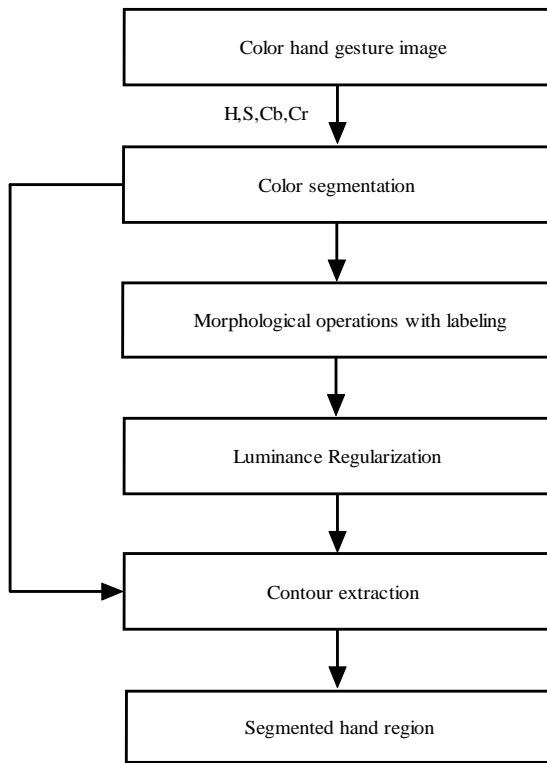 Color hand gesture image
H,S,Cb,Cr
Color segmentation
Morphological operations with labeling
Luminance Regularization
Contour extraction
Segmented hand region